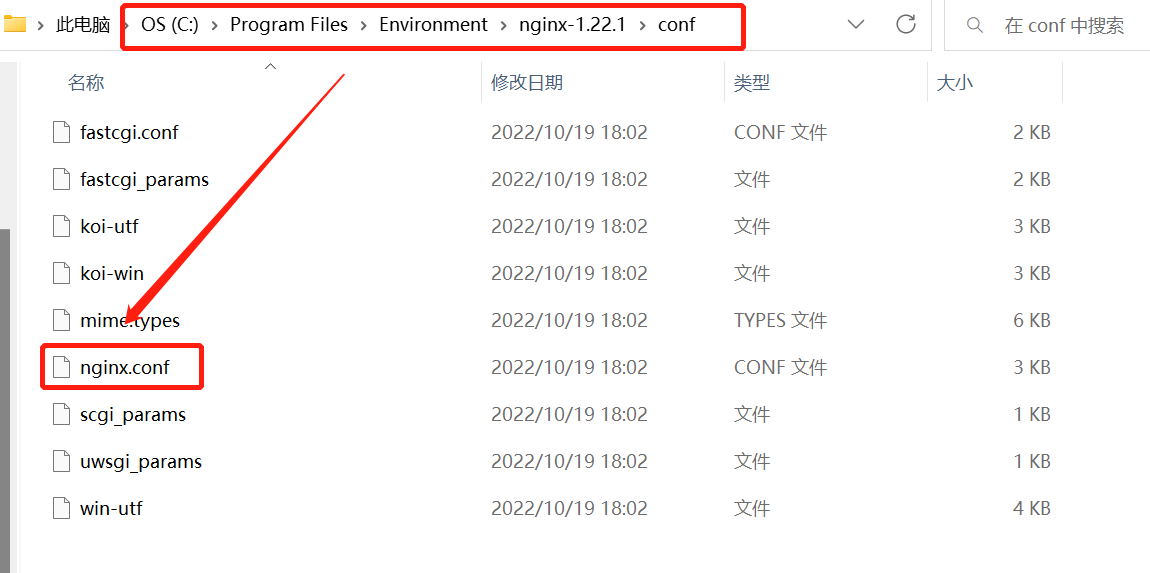 此电脑 OS (C:) Program Files Environment nginx-1.22.1 conf 在 conf 中搜索
名称 修改日期 类型 大小
fastcgi.conf 2022/10/19 18:02 CONF 文件 2 KB
fastcgi_params 2022/10/19 18:02 文件 2 KB
koi-utf 2022/10/19 18:02 文件 3 KB
koi-win 2022/10/19 18:02 文件 3 KB
mime.types 2022/10/19 18:02 TYPES 文件 6 KB
nginx.conf 2022/10/19 18:02 CONF 文件 3 KB
scgi_params 2022/10/19 18:02 文件 1 KB
uwsgi_params 2022/10/19 18:02 文件 1 KB
win-utf 2022/10/19 18:02 文件 4 KB